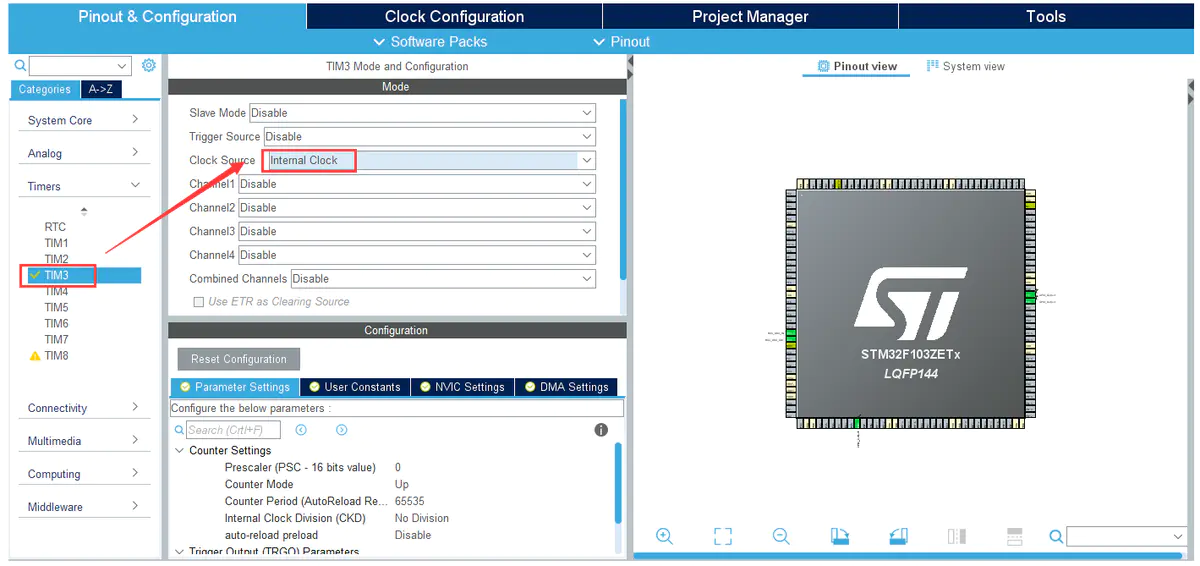 Pinout & Configuration
Clock Configuration
Project Manager
Tools
Software Packs
Pinout
Categories
A->Z
System Core
Analog
Timers
RTC
TIM1
TIM2
TIM3
TIM4
TIM5
TIM6
TIM7
TIM8
Connectivity
Multimedia
Computing
Middleware
TIM3 Mode and Configuration
Mode
Slave Mode Disable
Trigger Source Disable
Clock Source Internal Clock
Channel1 Disable
Channel2 Disable
Channel3 Disable
Channel4 Disable
Combined Channels Disable
Use ETR as Clearing Source
Configuration
Reset Configuration
Parameter Settings
User Constants
NVIC Settings
DMA Settings
Configure the below parameters :
Search (Crtl+F)
Counter Settings
Prescaler (PSC - 16 bits value) 0
Counter Mode Up
Counter Period (AutoReload Re... 65535
Internal Clock Division (CKD) No Division
auto-reload preload Disable
Trigger Output (TRGO) Parameters
Pinout view
System view
STM32F103ZETx
LQFP144